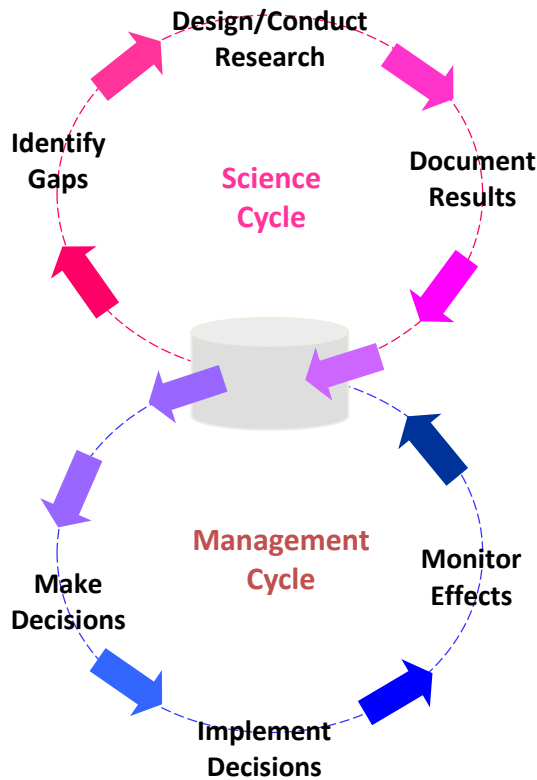 Design/Conduct
Research
Identify
Gaps
Document
Results
Science
Cycle
Management
Cycle
Monitor
Effects
Make
Decisions
Implement
Decisions